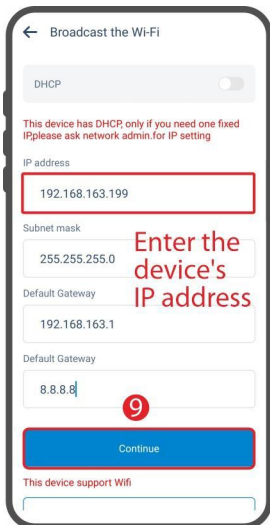 Broadcast the Wi-Fi
DHCP
This device has DHCP, only if you need one fixed
IP,please ask network admin.for IP setting
IP address
192.168.163.199
Subnet mask
255.255.255.0
Enter the
device's
IP address
Default Gateway
192.168.163.1
Default Gateway
8.8.8.8
9
Continue
This device support Wifi